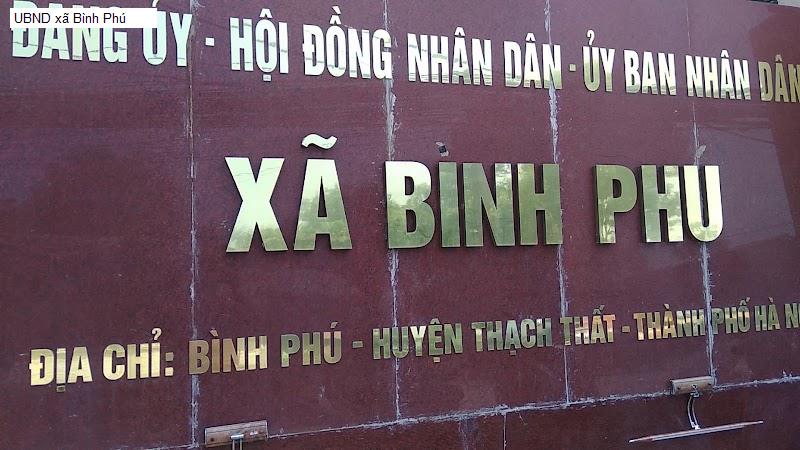 UBND xã Bình Phú
ĐẢNG ỦY - HỘI ĐỒNG NHÂN DÂN - ỦY BAN NHÂN DÂN
XÃ BÌNH PHÚ
ĐỊA CHỈ: BÌNH PHÚ - HUYỆN THẠCH THẤT - THÀNH PHỐ HÀ